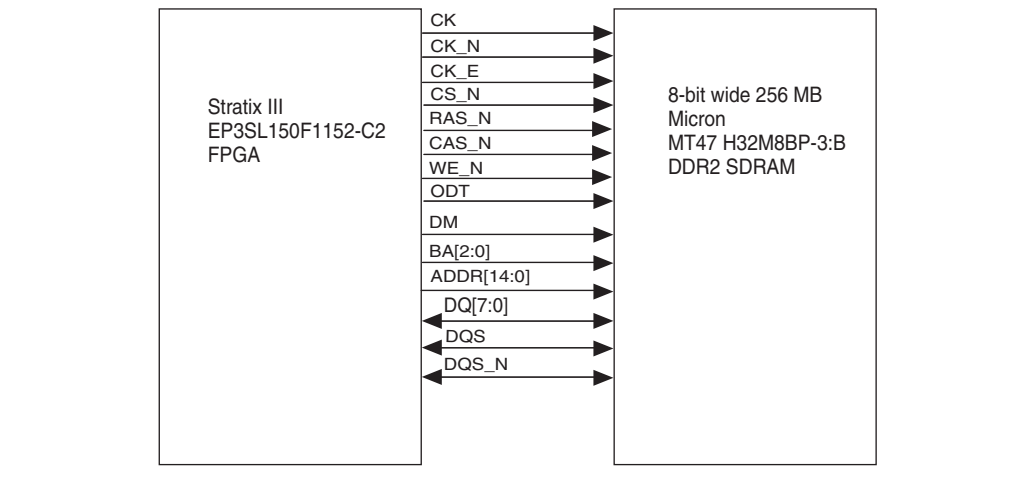 Stratix III
EP3SL150F1152-C2
FPGA
CK
CK_N
CK_E
CS_N
RAS_N
CAS_N
WE_N
ODT
DM
BA[2:0]
ADDR[14:0]
DQ[7:0]
DQS
DQS_N
8-bit wide 256 MB
Micron
MT47 H32M8BP-3:B
DDR2 SDRAM